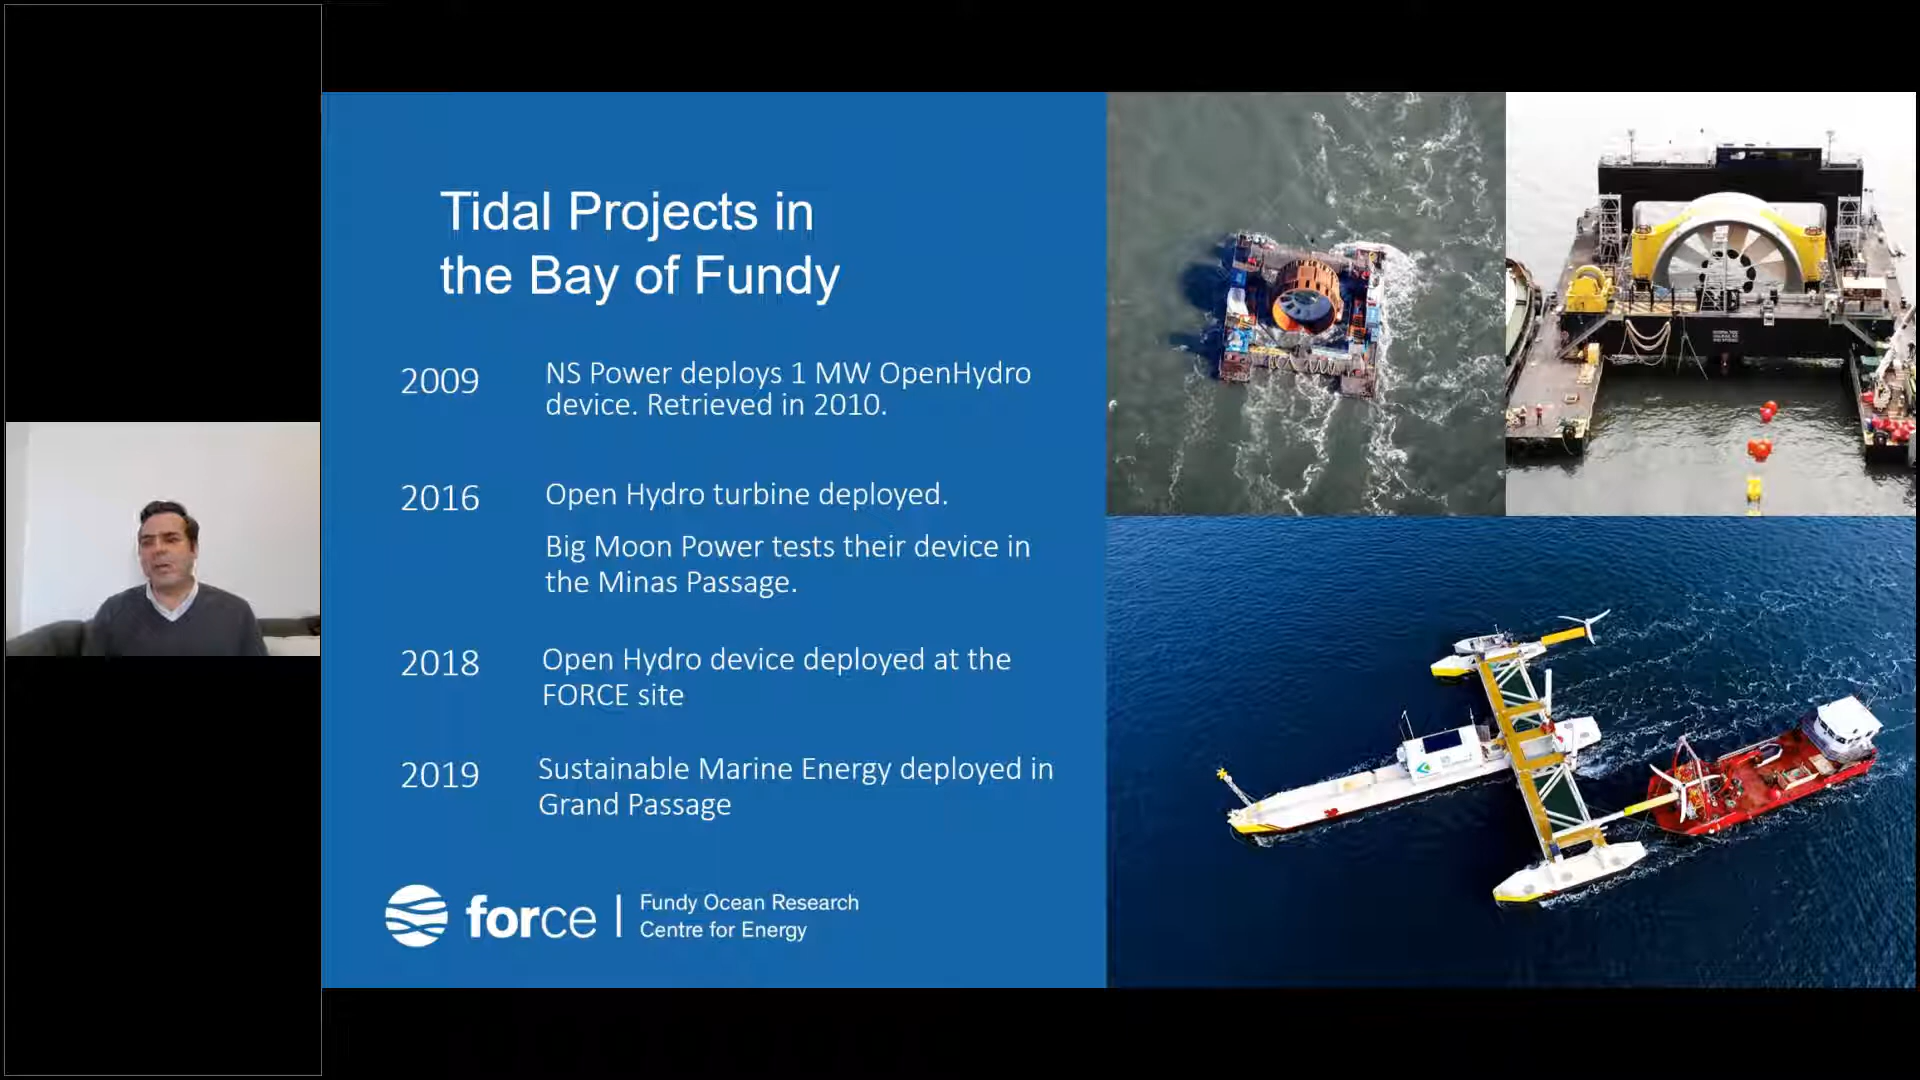 Tidal Projects in
the Bay of Fundy
2009
NS Power deploys 1 MW OpenHydro
device. Retrieved in 2010.
2016
Open Hydro turbine deployed.
Big Moon Power tests their device in
the Minas Passage.
2018
Open Hydro device deployed at the
FORCE site
2019
Sustainable Marine Energy deployed in
Grand Passage
force
Fundy Ocean Research
Centre for Energy